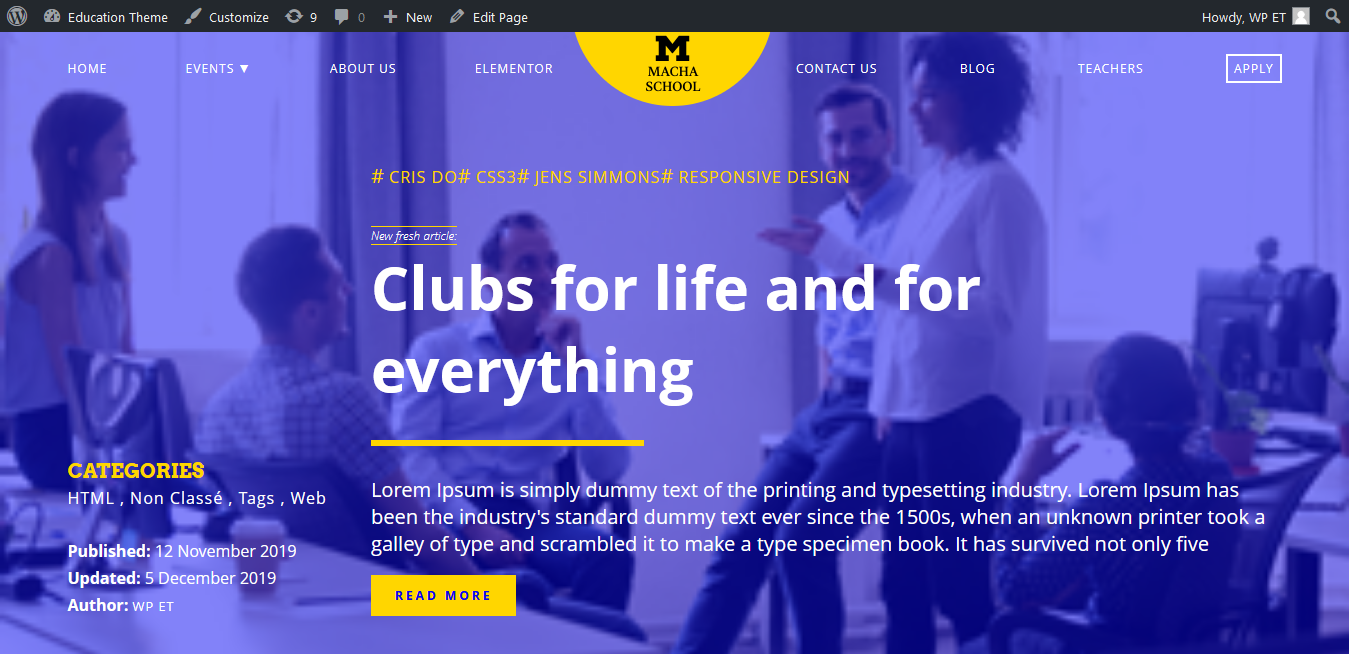 Education Theme Customize 9 0 New Edit Page Howdy, WP ET
HOME EVENTS ▼ ABOUT US ELEMENTOR CONTACT US BLOG TEACHERS APPLY
M
MACHA
SCHOOL
# CRIS DO# CSS3# JENS SIMMONS# RESPONSIVE DESIGN
New fresh article:
Clubs for life and for
everything
CATEGORIES
HTML , Non Classé , Tags , Web
Published: 12 November 2019
Updated: 5 December 2019
Author: WP ET
Lorem Ipsum is simply dummy text of the printing and typesetting industry. Lorem Ipsum has
been the industry's standard dummy text ever since the 1500s, when an unknown printer took a
galley of type and scrambled it to make a type specimen book. It has survived not only five
READ MORE